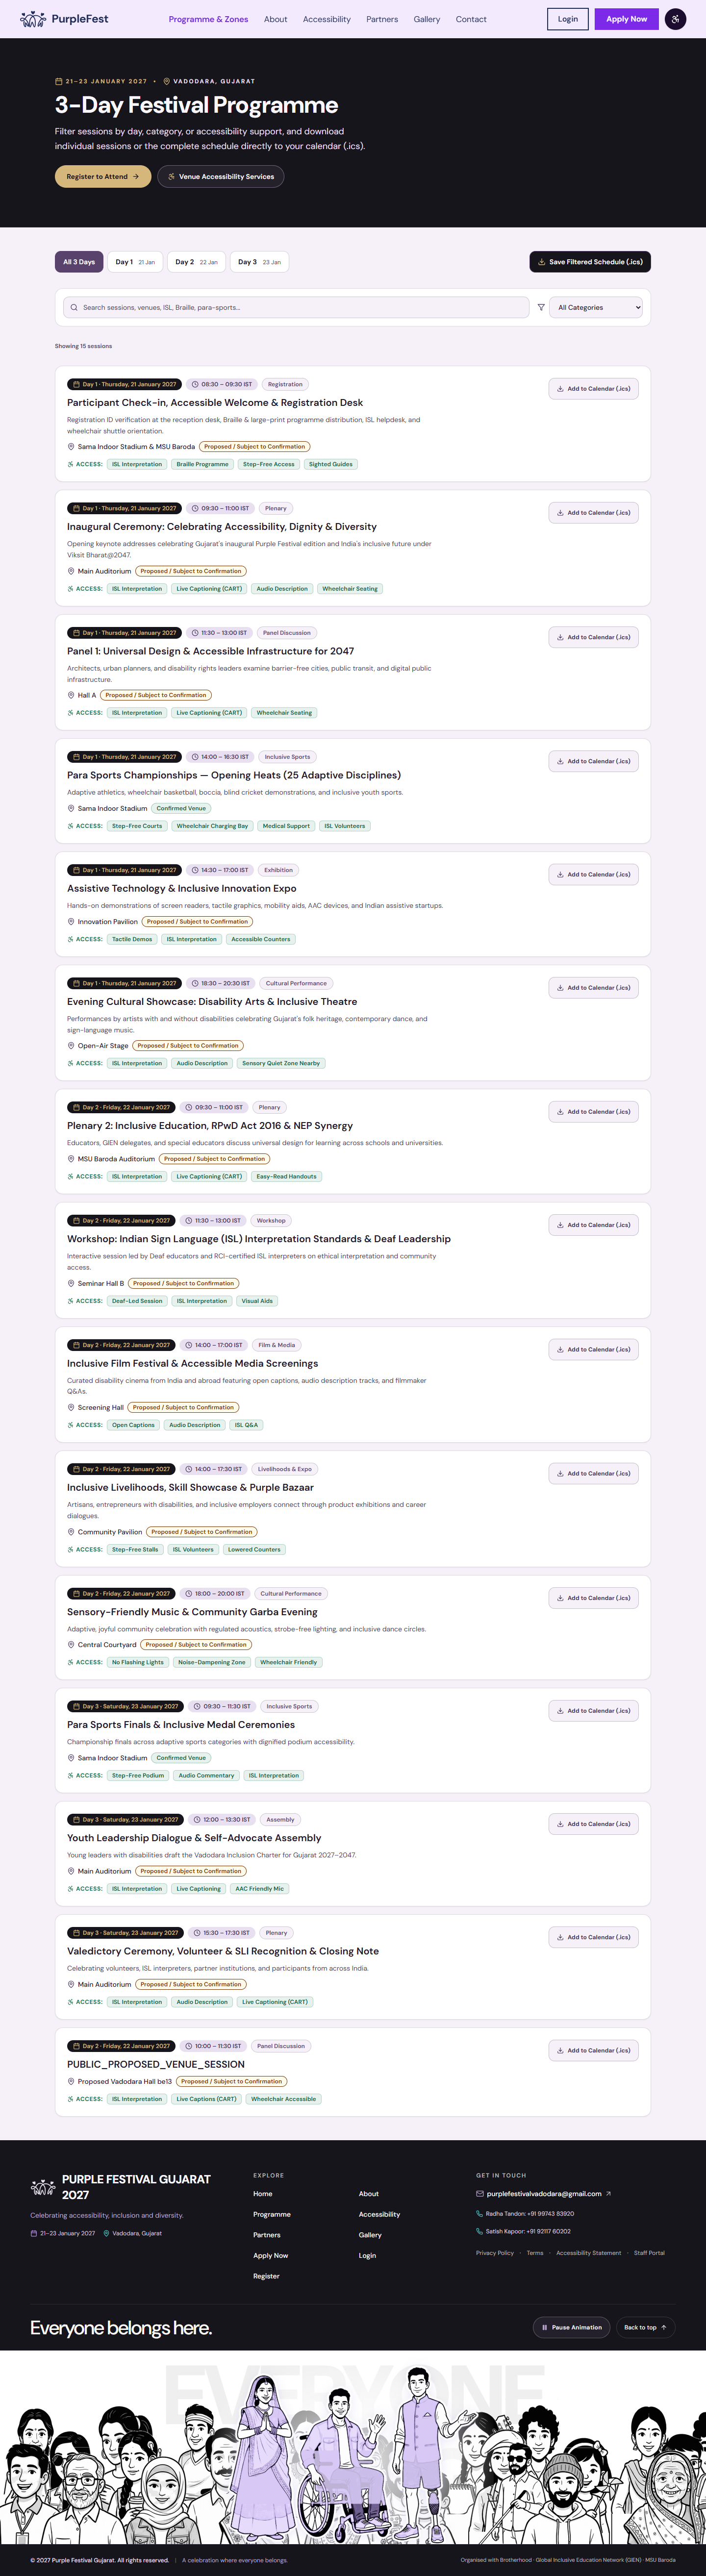 PurpleFest
Programme & Zones
About
Accessibility
Partners
Gallery
Contact
Login
Apply Now
21–23 JANUARY 2027 • VADODARA, GUJARAT
3-Day Festival Programme
Filter sessions by day, category, or accessibility support, and download
individual sessions or the complete schedule directly to your calendar (.ics).
Register to Attend →
Venue Accessibility Services
All 3 Days
Day 1 21 Jan
Day 2 22 Jan
Day 3 23 Jan
Save Filtered Schedule (.ics)
Search sessions, venues, ISL, Braille, para-sports...
All Categories
Showing 15 sessions
Day 1 · Thursday, 21 January 2027 08:30 – 09:30 IST Registration
Add to Calendar (.ics)
Participant Check-in, Accessible Welcome & Registration Desk
Registration ID verification at the reception desk, Braille & large-print programme distribution, ISL helpdesk, and
wheelchair shuttle orientation.
Sama Indoor Stadium & MSU Baroda Proposed / Subject to Confirmation
ACCESS: ISL Interpretation Braille Programme Step-Free Access Sighted Guides
Day 1 · Thursday, 21 January 2027 09:30 – 11:00 IST Plenary
Add to Calendar (.ics)
Inaugural Ceremony: Celebrating Accessibility, Dignity & Diversity
Opening keynote addresses celebrating Gujarat's inaugural Purple Festival edition and India's inclusive future under
Viksit Bharat@2047.
Main Auditorium Proposed / Subject to Confirmation
ACCESS: ISL Interpretation Live Captioning (CART) Audio Description Wheelchair Seating
Day 1 · Thursday, 21 January 2027 11:30 – 13:00 IST Panel Discussion
Add to Calendar (.ics)
Panel 1: Universal Design & Accessible Infrastructure for 2047
Architects, urban planners, and disability rights leaders examine barrier-free cities, public transit, and digital public
infrastructure.
Hall A Proposed / Subject to Confirmation
ACCESS: ISL Interpretation Live Captioning (CART) Wheelchair Seating
Day 1 · Thursday, 21 January 2027 14:00 – 16:30 IST Inclusive Sports
Add to Calendar (.ics)
Para Sports Championships — Opening Heats (25 Adaptive Disciplines)
Adaptive athletics, wheelchair basketball, boccia, blind cricket demonstrations, and inclusive youth sports.
Sama Indoor Stadium Confirmed Venue
ACCESS: Step-Free Courts Wheelchair Charging Bay Medical Support ISL Volunteers
Day 1 · Thursday, 21 January 2027 14:30 – 17:00 IST Exhibition
Add to Calendar (.ics)
Assistive Technology & Inclusive Innovation Expo
Hands-on demonstrations of screen readers, tactile graphics, mobility aids, AAC devices, and Indian assistive startups.
Innovation Pavilion Proposed / Subject to Confirmation
ACCESS: Tactile Demos ISL Interpretation Accessible Counters
Day 1 · Thursday, 21 January 2027 18:30 – 20:30 IST Cultural Performance
Add to Calendar (.ics)
Evening Cultural Showcase: Disability Arts & Inclusive Theatre
Performances by artists with and without disabilities celebrating Gujarat's folk heritage, contemporary dance, and
sign-language music.
Open-Air Stage Proposed / Subject to Confirmation
ACCESS: ISL Interpretation Audio Description Sensory Quiet Zone Nearby
Day 2 · Friday, 22 January 2027 09:30 – 11:00 IST Plenary
Add to Calendar (.ics)
Plenary 2: Inclusive Education, RPwD Act 2016 & NEP Synergy
Educators, GIEN delegates, and special educators discuss universal design for learning across schools and universities.
MSU Baroda Auditorium Proposed / Subject to Confirmation
ACCESS: ISL Interpretation Live Captioning (CART) Easy-Read Handouts
Day 2 · Friday, 22 January 2027 11:30 – 13:00 IST Workshop
Add to Calendar (.ics)
Workshop: Indian Sign Language (ISL) Interpretation Standards & Deaf Leadership
Interactive session led by Deaf educators and RCI-certified ISL interpreters on ethical interpretation and community
access.
Seminar Hall B Proposed / Subject to Confirmation
ACCESS: Deaf-Led Session ISL Interpretation Visual Aids
Day 2 · Friday, 22 January 2027 14:00 – 17:00 IST Film & Media
Add to Calendar (.ics)
Inclusive Film Festival & Accessible Media Screenings
Curated disability cinema from India and abroad featuring open captions, audio description tracks, and filmmaker
Q&As.
Screening Hall Proposed / Subject to Confirmation
ACCESS: Open Captions Audio Description ISL Q&A
Day 2 · Friday, 22 January 2027 14:00 – 17:30 IST Livelihoods & Expo
Add to Calendar (.ics)
Inclusive Livelihoods, Skill Showcase & Purple Bazaar
Artisans, entrepreneurs with disabilities, and inclusive employers connect through product exhibitions and career
dialogues.
Community Pavilion Proposed / Subject to Confirmation
ACCESS: Step-Free Stalls ISL Volunteers Lowered Counters
Day 2 · Friday, 22 January 2027 18:00 – 20:00 IST Cultural Performance
Add to Calendar (.ics)
Sensory-Friendly Music & Community Garba Evening
Adaptive, joyful community celebration with regulated acoustics, strobe-free lighting, and inclusive dance circles.
Central Courtyard Proposed / Subject to Confirmation
ACCESS: No Flashing Lights Noise-Dampening Zone Wheelchair Friendly
Day 3 · Saturday, 23 January 2027 09:30 – 11:30 IST Inclusive Sports
Add to Calendar (.ics)
Para Sports Finals & Inclusive Medal Ceremonies
Championship finals across adaptive sports categories with dignified podium accessibility.
Sama Indoor Stadium Confirmed Venue
ACCESS: Step-Free Podium Audio Commentary ISL Interpretation
Day 3 · Saturday, 23 January 2027 12:00 – 13:30 IST Assembly
Add to Calendar (.ics)
Youth Leadership Dialogue & Self-Advocate Assembly
Young leaders with disabilities draft the Vadodara Inclusion Charter for Gujarat 2027–2047.
Main Auditorium Proposed / Subject to Confirmation
ACCESS: ISL Interpretation Live Captioning AAC Friendly Mic
Day 3 · Saturday, 23 January 2027 15:30 – 17:30 IST Plenary
Add to Calendar (.ics)
Valedictory Ceremony, Volunteer & SLI Recognition & Closing Note
Celebrating volunteers, ISL interpreters, partner institutions, and participants from across India.
Main Auditorium Proposed / Subject to Confirmation
ACCESS: ISL Interpretation Audio Description Live Captioning (CART)
Day 2 · Friday, 22 January 2027 10:00 – 11:30 IST Panel Discussion
Add to Calendar (.ics)
PUBLIC_PROPOSED_VENUE_SESSION
Proposed Vadodara Hall be13 Proposed / Subject to Confirmation
ACCESS: ISL Interpretation Live Captions (CART) Wheelchair Accessible
PURPLE FESTIVAL GUJARAT
2027
Celebrating accessibility, inclusion and diversity.
21–23 January 2027 Vadodara, Gujarat
EXPLORE
Home
About
Programme
Accessibility
Partners
Gallery
Apply Now
Login
Register
GET IN TOUCH
purplefestivalvadodara@gmail.com ↗
Radha Tandon: +91 99743 83920
Satish Kapoor: +91 92117 60202
Privacy Policy · Terms · Accessibility Statement · Staff Portal
Everyone belongs here.
Pause Animation
Back to top ↑
EVERYONE
© 2027 Purple Festival Gujarat. All rights reserved. | A celebration where everyone belongs.
Organised with Brotherhood · Global Inclusive Education Network (GIEN) · MSU Baroda